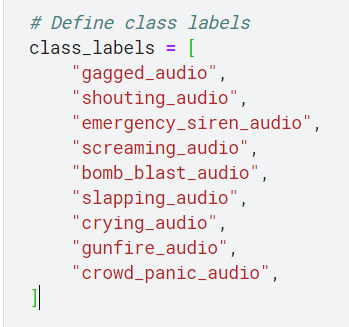 # Define class labels
class_labels = [
    "gagged_audio",
    "shouting_audio",
    "emergency_siren_audio",
    "screaming_audio",
    "bomb_blast_audio",
    "slapping_audio",
    "crying_audio",
    "gunfire_audio",
    "crowd_panic_audio",
]